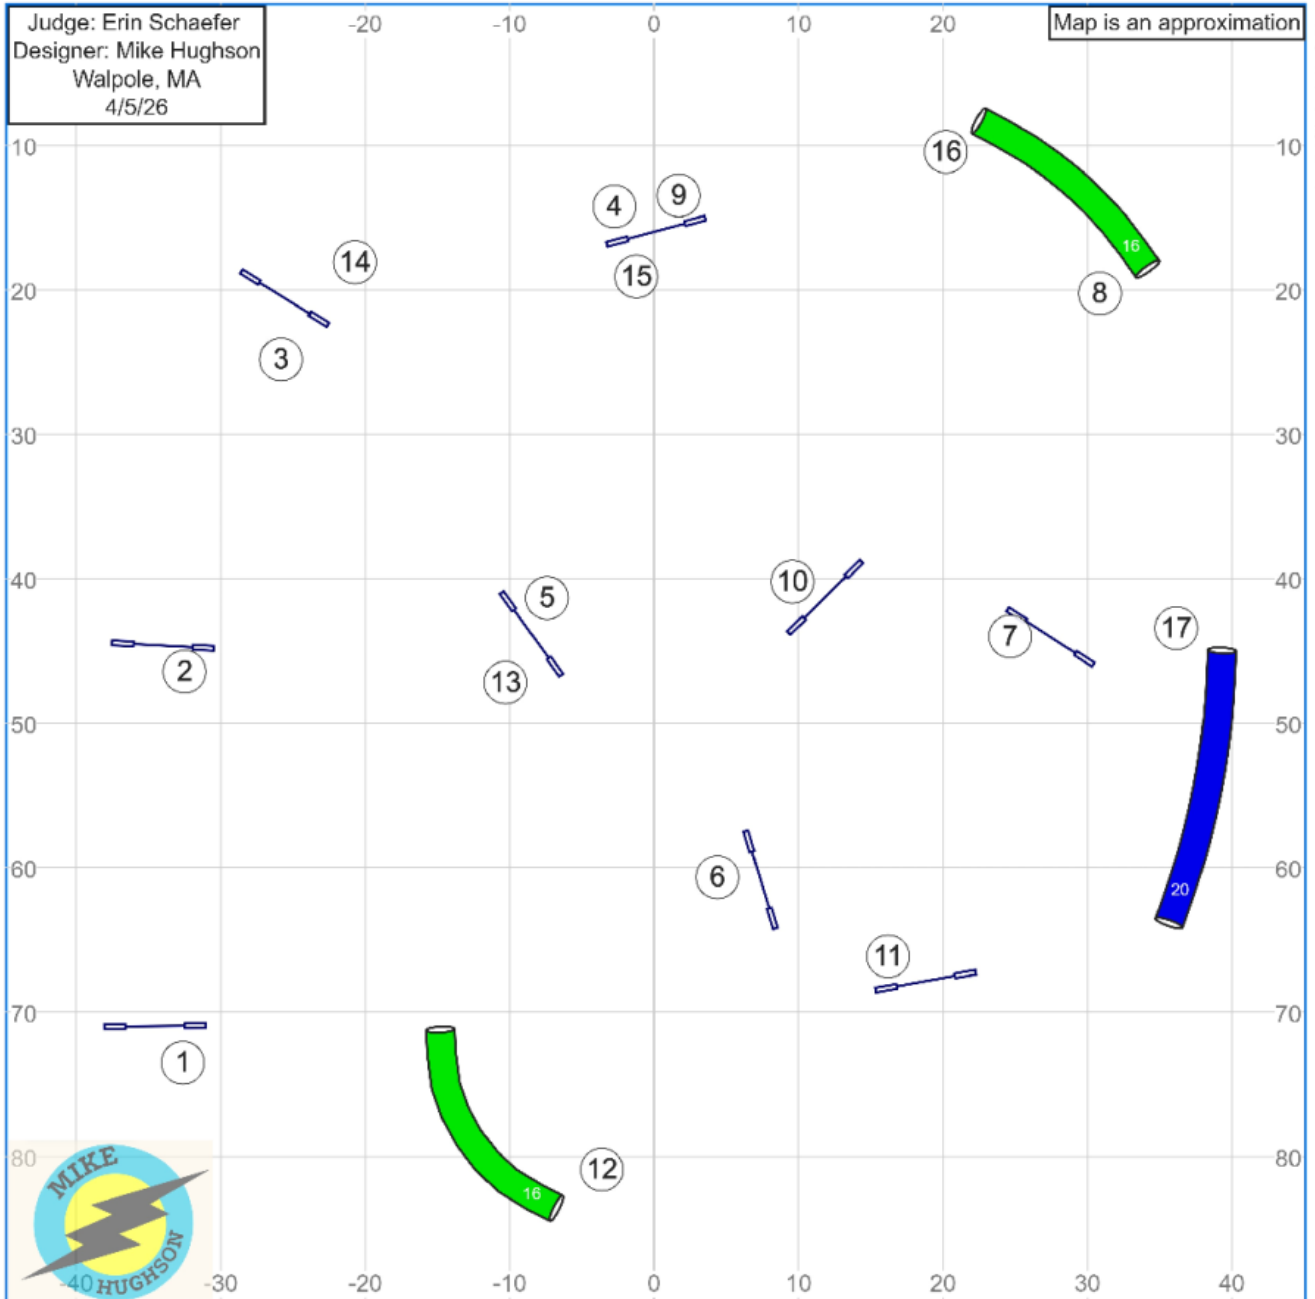 Judge: Erin Schaefer
Designer: Mike Hughson
Walpole, MA
4/5/26
-20 -10 0 10 20
Map is an approximation
10 16 10
4 9
14 15 16
20 8 20
3
30 30
40 5 10 40
2 13 7 17
50 50
60 6 60
20
11
70 70
1
80 12 80
16
MIKE
HUGHSON
-40 -30 -20 -10 0 10 20 30 40